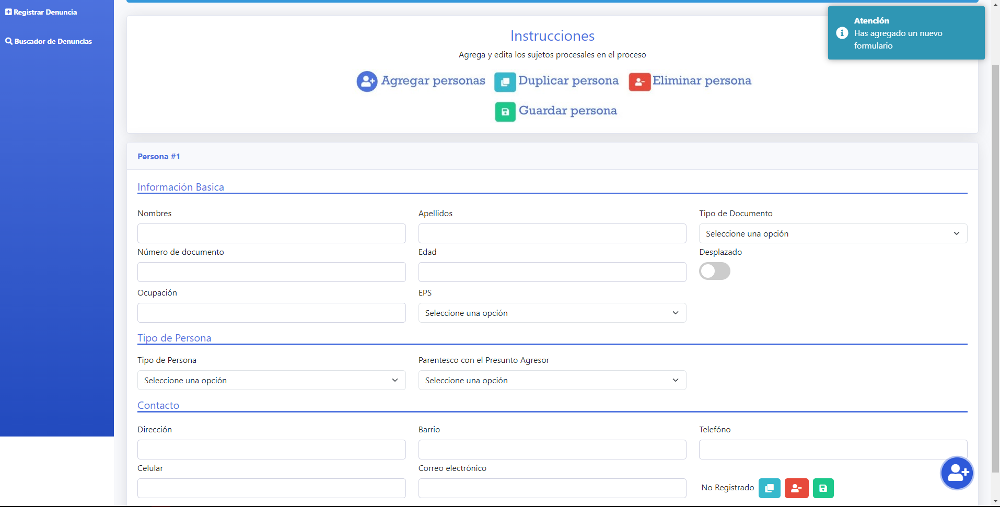 Registrar Denuncia
Buscador de Denuncias
Atención
Has agregado un nuevo
formulario
Instrucciones
Agrega y edita los sujetos procesales en el proceso
Agregar personas Duplicar persona Eliminar persona
Guardar persona
Persona #1
Información Basica
Nombres Apellidos Tipo de Documento
Seleccione una opción
Número de documento Edad Desplazado
Ocupación EPS
Seleccione una opción
Tipo de Persona
Tipo de Persona Parentesco con el Presunto Agresor
Seleccione una opción Seleccione una opción
Contacto
Dirección Barrio Telefóno
Celular Correo electrónico
No Registrado